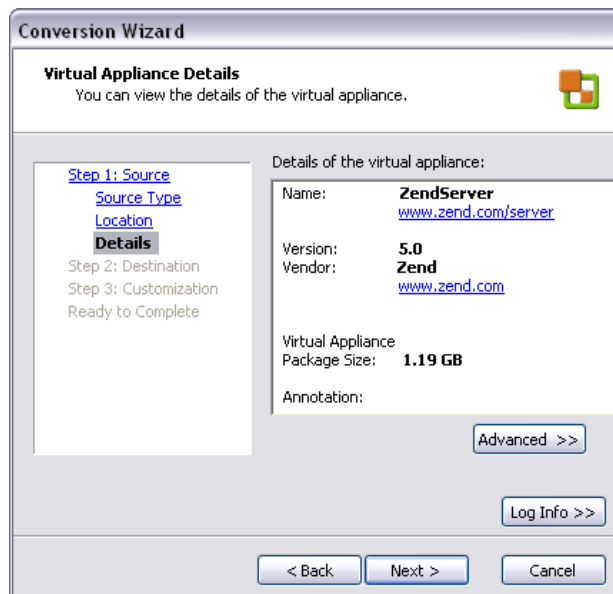 Conversion Wizard
Virtual Appliance Details
You can view the details of the virtual appliance.
Step 1: Source
Source Type
Location
Details
Step 2: Destination
Step 3: Customization
Ready to Complete
Details of the virtual appliance:
Name: ZendServer
www.zend.com/server
Version: 5.0
Vendor: Zend
www.zend.com
Virtual Appliance
Package Size: 1.19 GB
Annotation:
Advanced >>
Log Info >>
< Back Next > Cancel